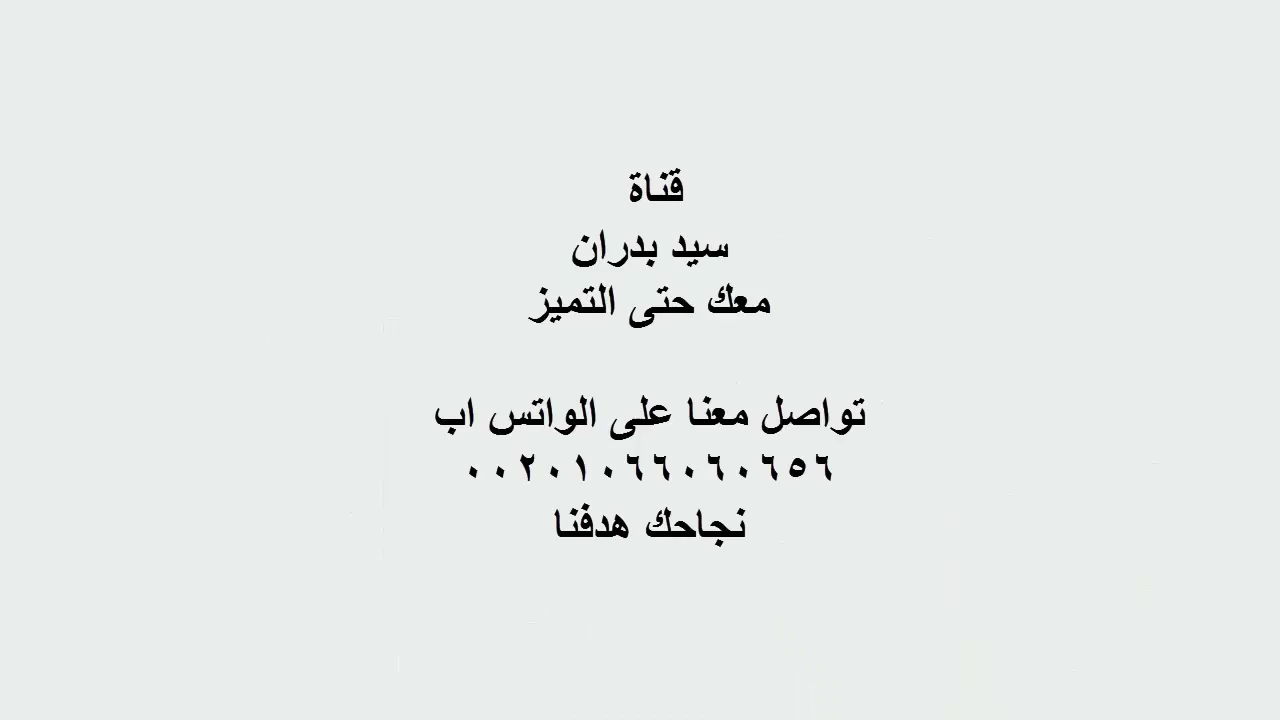 قناة
سيد بدران
معك حتى التميز
تواصل معنا على الواتس اب
٠٠٢٠١٠٦٦٠٦٠٦٥٦
نجاحك هدفنا